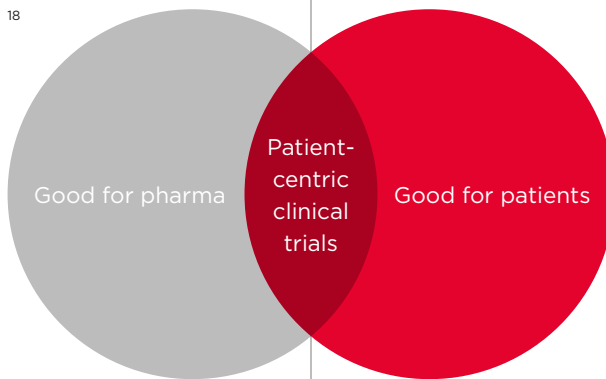 18
Good for pharma
Patient-
centric
clinical
trials
Good for patients